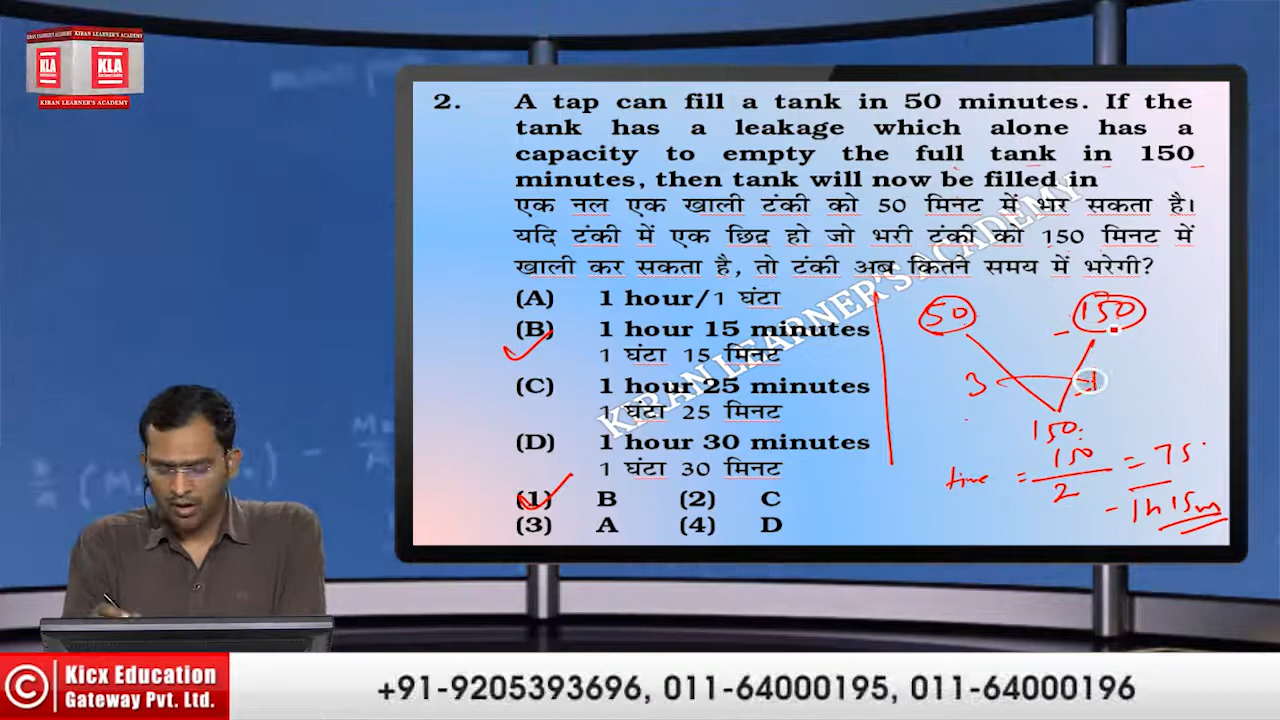 KIRAN LEARNER'S ACADEMY KIRAN LEARNER'S ACADEMY
KLA KLA
KIRAN LEARNER'S ACADEMY
2. A tap can fill a tank in 50 minutes. If the
tank has a leakage which alone has a
capacity to empty the full tank in 150
minutes, then tank will now be filled in
एक नल एक खाली टंकी को 50 मिनट में भर सकता है।
यदि टंकी में एक छिद्र हो जो भरी टंकी को 150 मिनट में
खाली कर सकता है, तो टंकी अब कितने समय में भरेगी?
(A) 1 hour/1 घंटा
(B) 1 hour 15 minutes
1 घंटा 15 मिनट
(C) 1 hour 25 minutes
1 घंटा 25 मिनट
(D) 1 hour 30 minutes
1 घंटा 30 मिनट
(1) B (2) C
(3) A (4) D
KIRAN LEARNER'S ACADEMY
50 - 150
3 -1
150
time = 150/2 = 75
- 1h 15m
© Kicx Education
Gateway Pvt. Ltd.
+91-9205393696, 011-64000195, 011-64000196